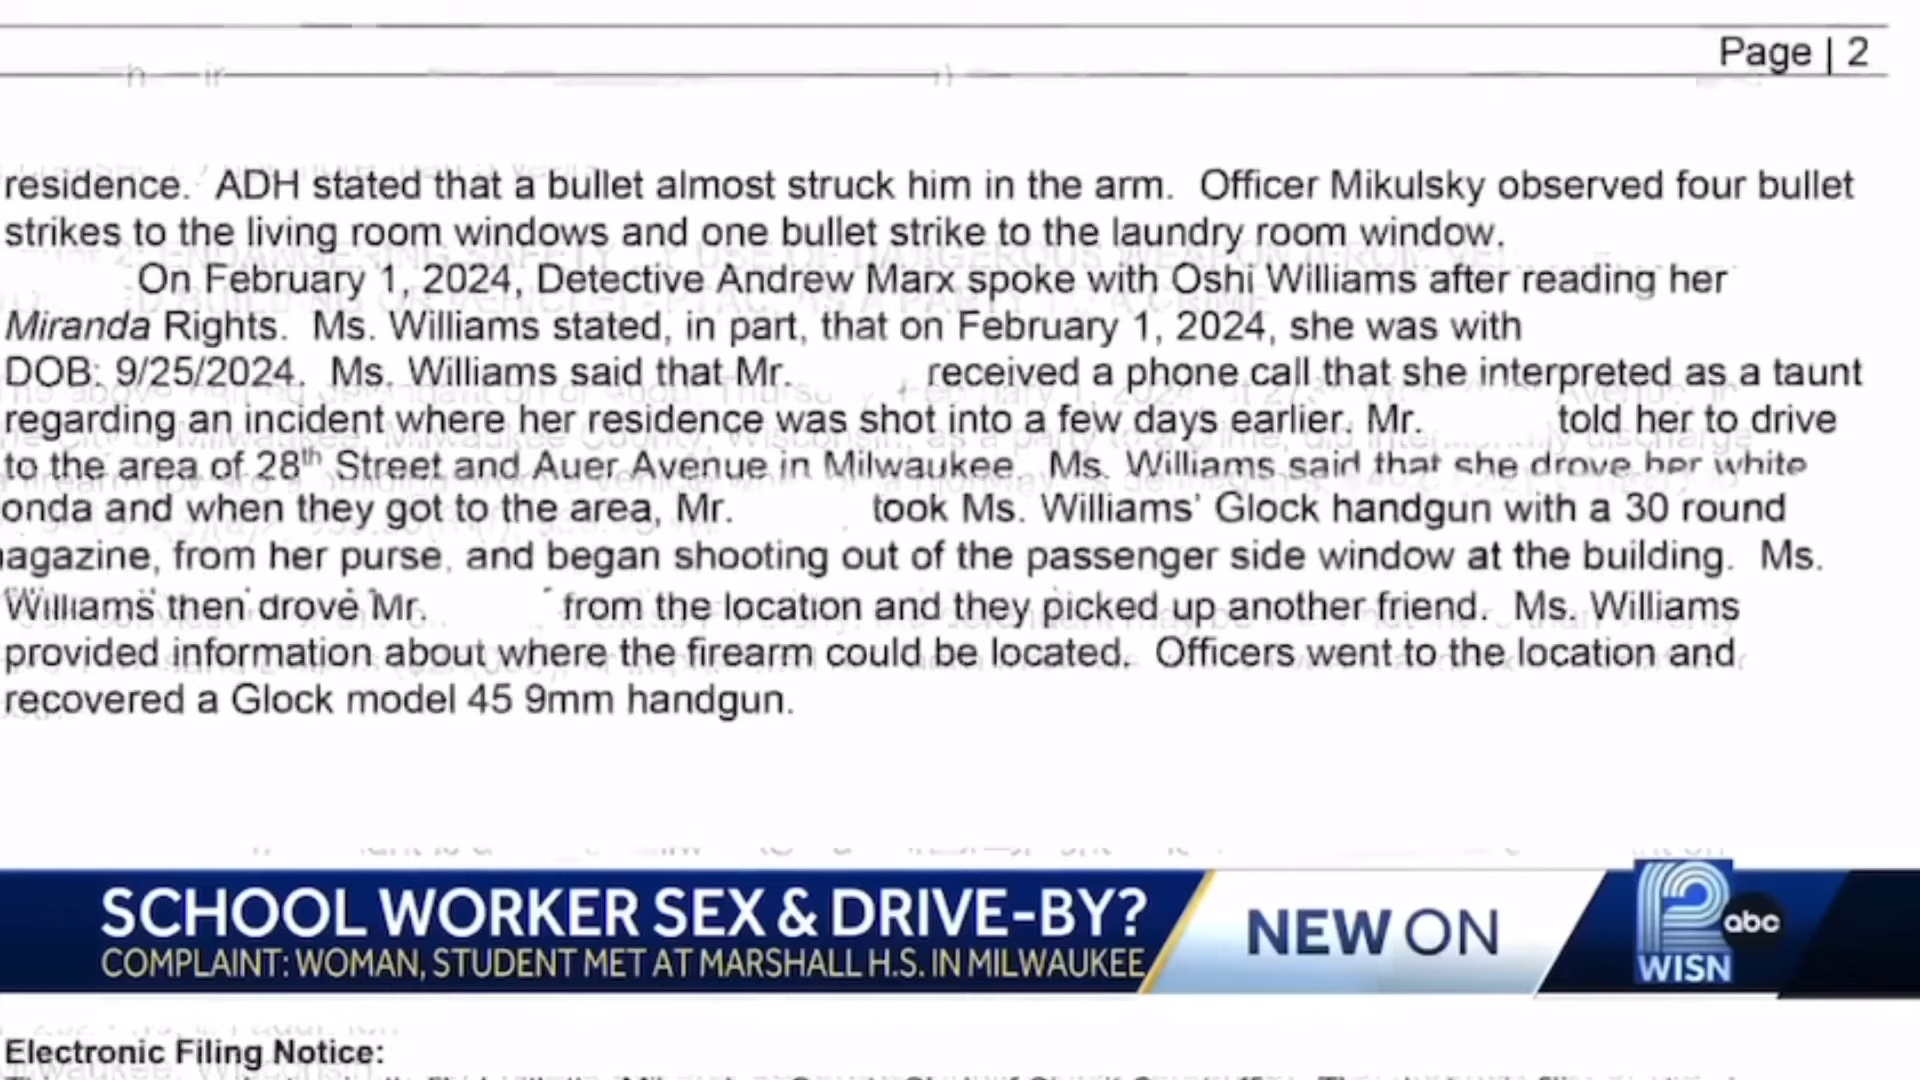 Page | 2
residence. ADH stated that a bullet almost struck him in the arm. Officer Mikulsky observed four bullet
strikes to the living room windows and one bullet strike to the laundry room window.
On February 1, 2024, Detective Andrew Marx spoke with Oshi Williams after reading her
Miranda Rights. Ms. Williams stated, in part, that on February 1, 2024, she was with
DOB: 9/25/2024. Ms. Williams said that Mr. received a phone call that she interpreted as a taunt
regarding an incident where her residence was shot into a few days earlier. Mr. told her to drive
to the area of 28th Street and Auer Avenue in Milwaukee. Ms. Williams said that she drove her white
onda and when they got to the area, Mr. took Ms. Williams' Glock handgun with a 30 round
agazine, from her purse, and began shooting out of the passenger side window at the building. Ms.
Williams then drove Mr. from the location and they picked up another friend. Ms. Williams
provided information about where the firearm could be located. Officers went to the location and
recovered a Glock model 45 9mm handgun.
SCHOOL WORKER SEX & DRIVE-BY?
COMPLAINT: WOMAN, STUDENT MET AT MARSHALL H.S. IN MILWAUKEE
NEW ON
12
abc
WISN
Electronic Filing Notice: